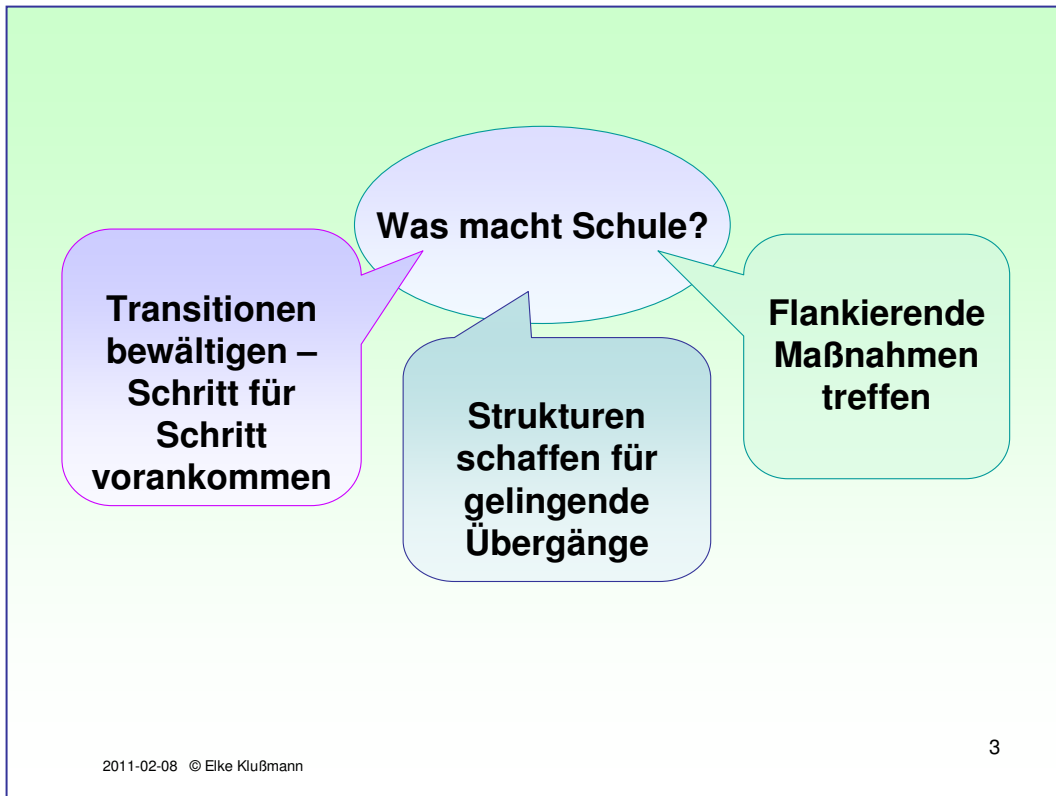 Was macht Schule?
Transitionen
bewältigen –
Schritt für
Schritt
vorankommen
Strukturen
schaffen für
gelingende
Übergänge
Flankierende
Maßnahmen
treffen
2011-02-08 © Elke Klußmann
3